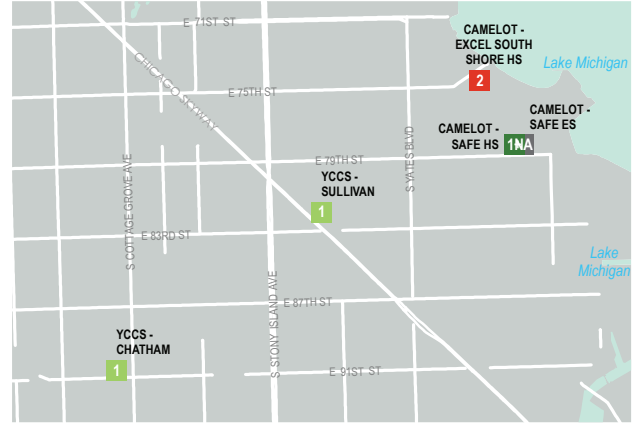 E 71ST ST
CAMELOT -
EXCEL SOUTH
SHORE HS
2
Lake Michigan
CHICAGO SKYWAY
E 75TH ST
CAMELOT -
SAFE ES
CAMELOT -
SAFE HS
NA
S YATES BLVD
E 79TH ST
YCCS -
SULLIVAN
1
S COTTAGE GROVE AVE
E 83RD ST
Lake
Michigan
S STONY ISLAND AVE
E 87TH ST
YCCS -
CHATHAM
1
E 91ST ST